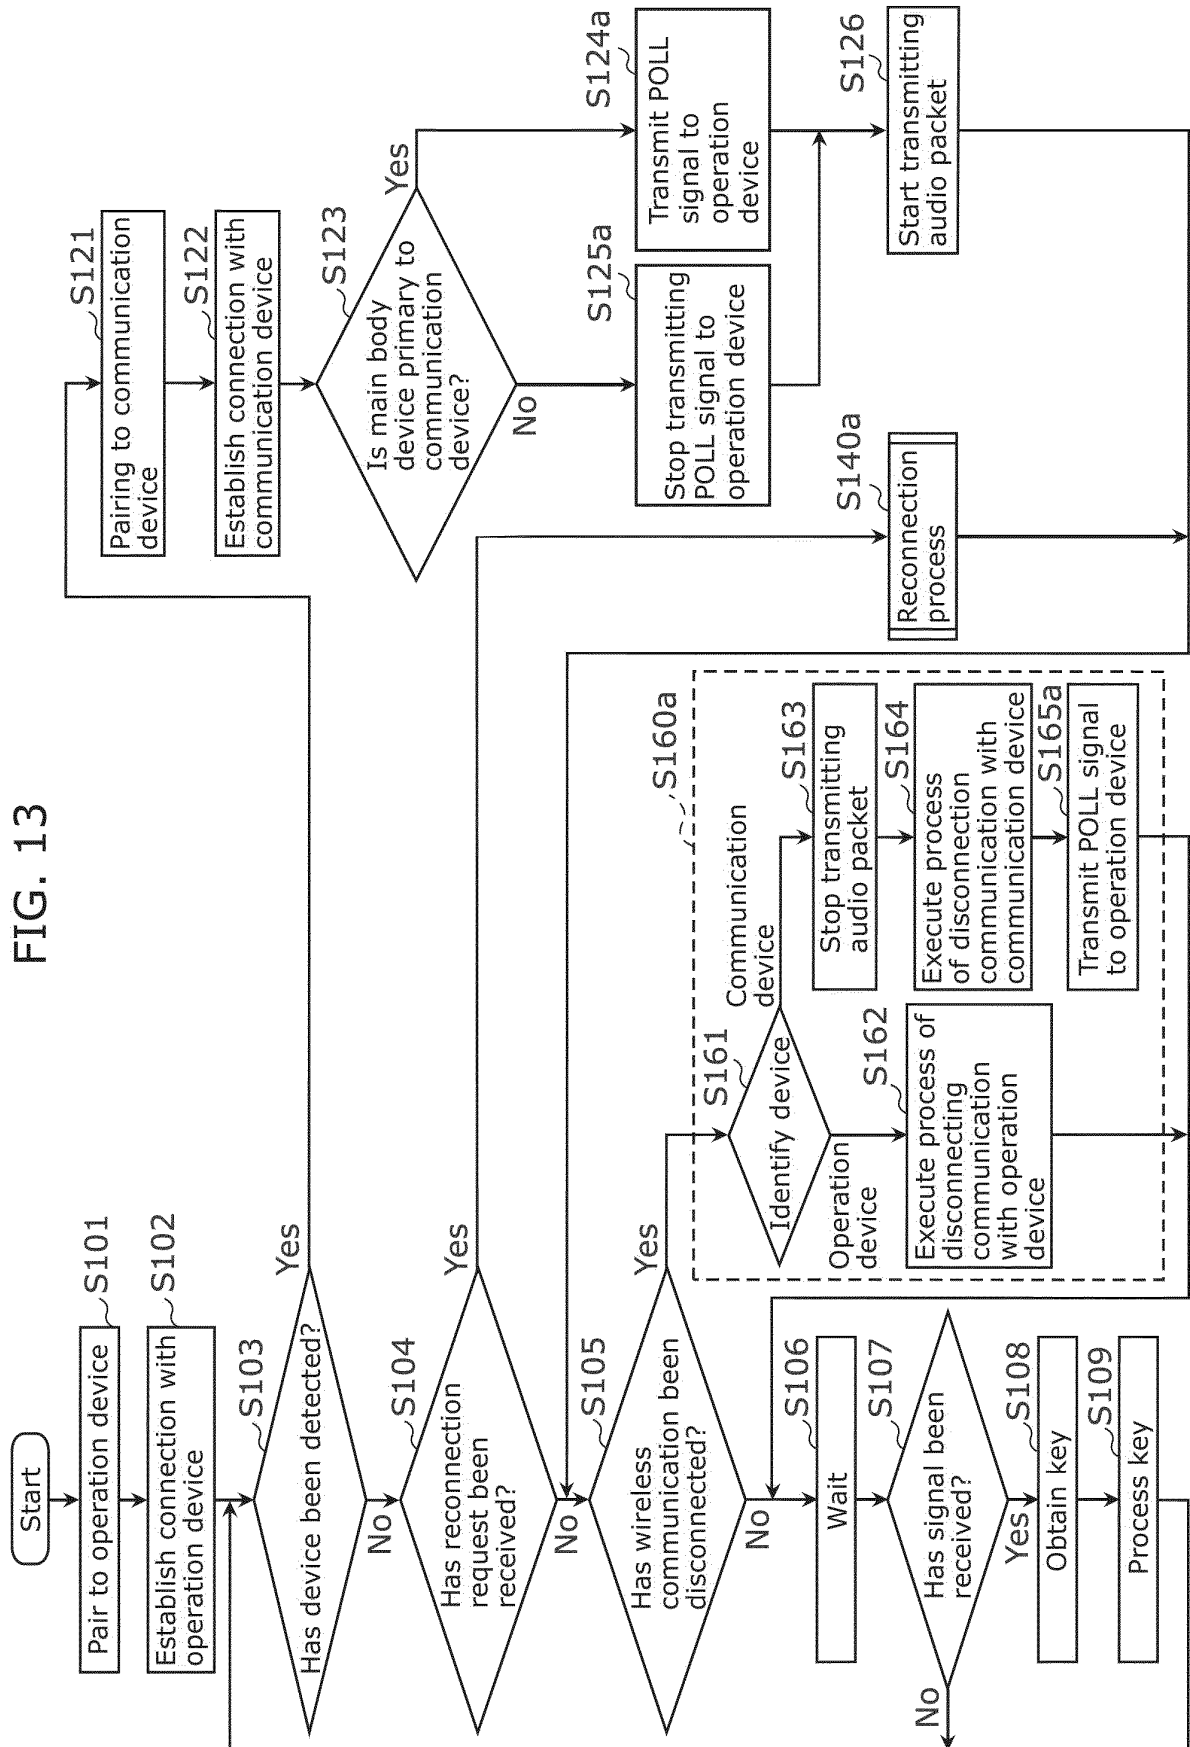 FIG. 13
Start
Pair to operation device
S101
Establish connection with
operation device
S102
Has device been detected?
S103
Yes
No
Has reconnection
request been
received?
S104
Yes
No
Has wireless
communication been
disconnected?
S105
Yes
No
Wait
S106
Has signal been
received?
S107
No
Yes
Obtain key
S108
Process key
S109
Pairing to communication
device
S121
Establish connection with
communication device
S122
Is main body
device primary to
communication
device?
S123
Yes
No
Transmit POLL
signal to
operation
device
S124a
Stop transmitting
POLL signal to
operation device
S125a
Start transmitting
audio packet
S126
Reconnection
process
S140a
S160a
Identify device
S161
Communication
device
Operation
device
Execute process of
disconnecting
communication
with operation
device
S162
Stop transmitting
audio packet
S163
Execute process
of disconnection
communication with
communication device
S164
Transmit POLL signal
to operation device
S165a